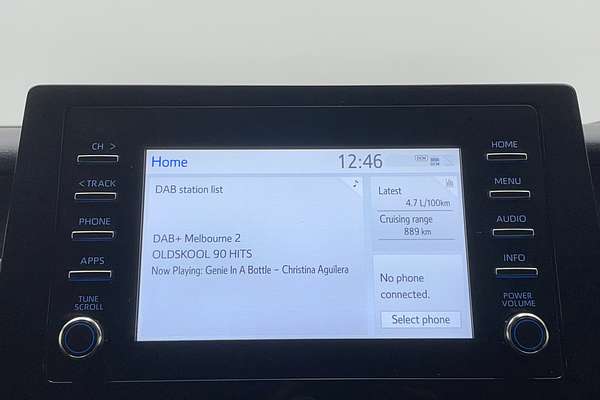 CH >
< TRACK
PHONE
APPS
TUNE
SCROLL
Home
12:46
DCM
DAB station list
DAB+ Melbourne 2
OLDSKOOL 90 HITS
Now Playing: Genie In A Bottle – Christina Aguilera
Latest
4.7 L/100km
Cruising range
889 km
No phone
connected.
Select phone
HOME
MENU
AUDIO
INFO
POWER
VOLUME